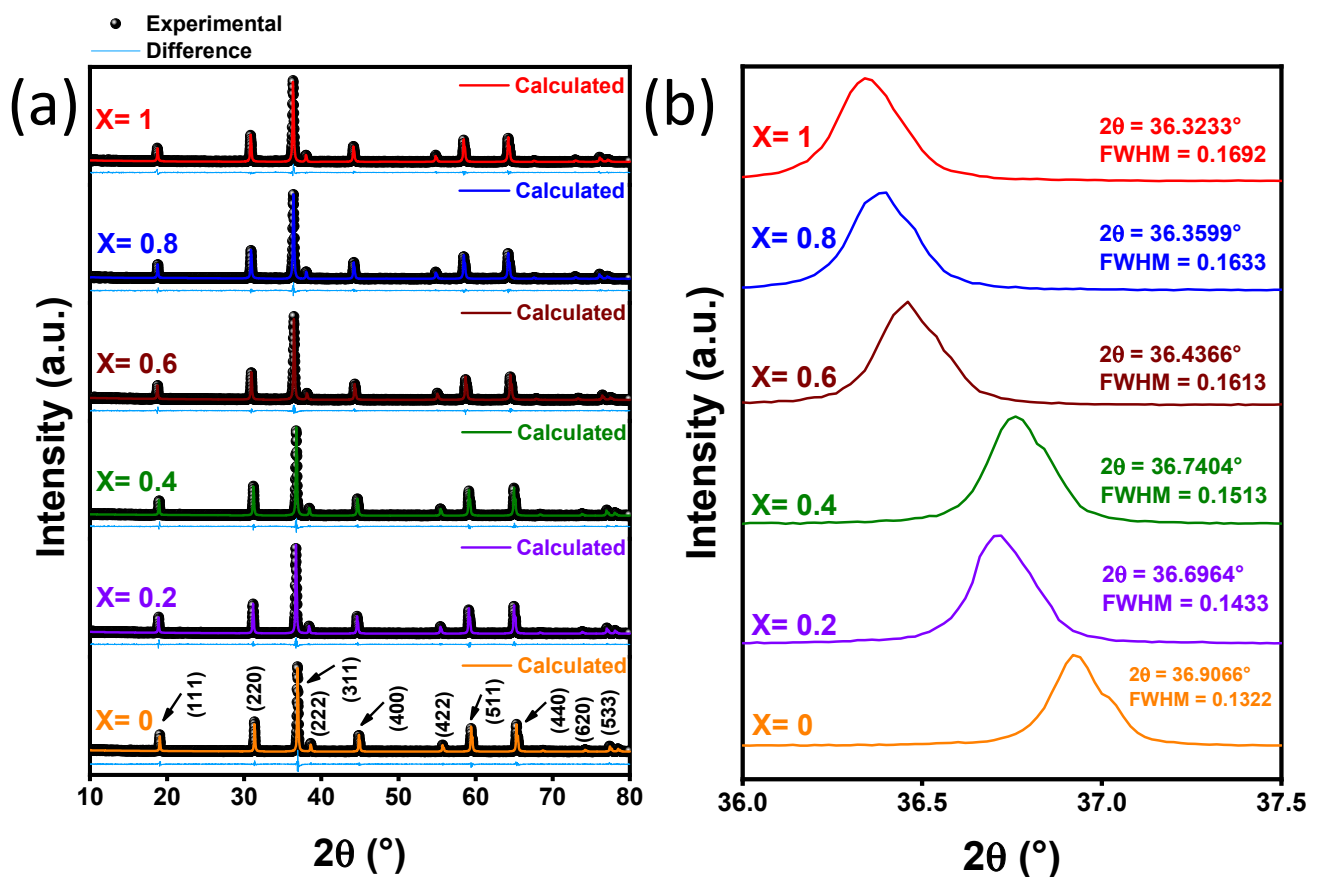 Experimental
Difference
(a)
Calculated
X= 1
Calculated
X= 0.8
Calculated
X= 0.6
Calculated
X= 0.4
Calculated
X= 0.2
Calculated
X= 0
(111)
(220)
(311)
(222)
(400)
(422)
(511)
(440)
(620)
(533)
Intensity (a.u.)
10 20 30 40 50 60 70 80
2θ (°)
(b)
X= 1
2θ = 36.3233°
FWHM = 0.1692
X= 0.8
2θ = 36.3599°
FWHM = 0.1633
X= 0.6
2θ = 36.4366°
FWHM = 0.1613
X= 0.4
2θ = 36.7404°
FWHM = 0.1513
X= 0.2
2θ = 36.6964°
FWHM = 0.1433
X= 0
2θ = 36.9066°
FWHM = 0.1322
Intensity (a.u.)
36.0 36.5 37.0 37.5
2θ (°)